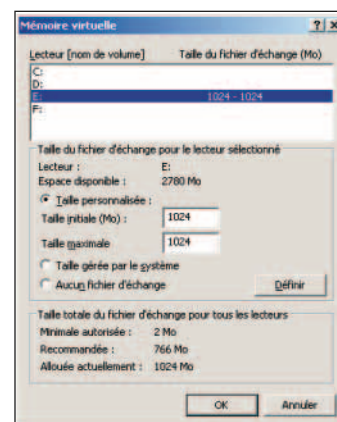 Mémoire virtuelle ? x
Lecteur [nom de volume] Taille du fichier d'échange (Mo)
C:
D:
E: 1024 - 1024
F:
Taille du fichier d'échange pour le lecteur sélectionné
Lecteur : E:
Espace disponible : 2780 Mo
Taille personnalisée :
Taille initiale (Mo) : 1024
Taille maximale 1024
Taille gérée par le système
Aucun fichier d'échange Définir
Taille totale du fichier d'échange pour tous les lecteurs
Minimale autorisée : 2 Mo
Recommandée : 766 Mo
Allouée actuellement : 1024 Mo
OK Annuler